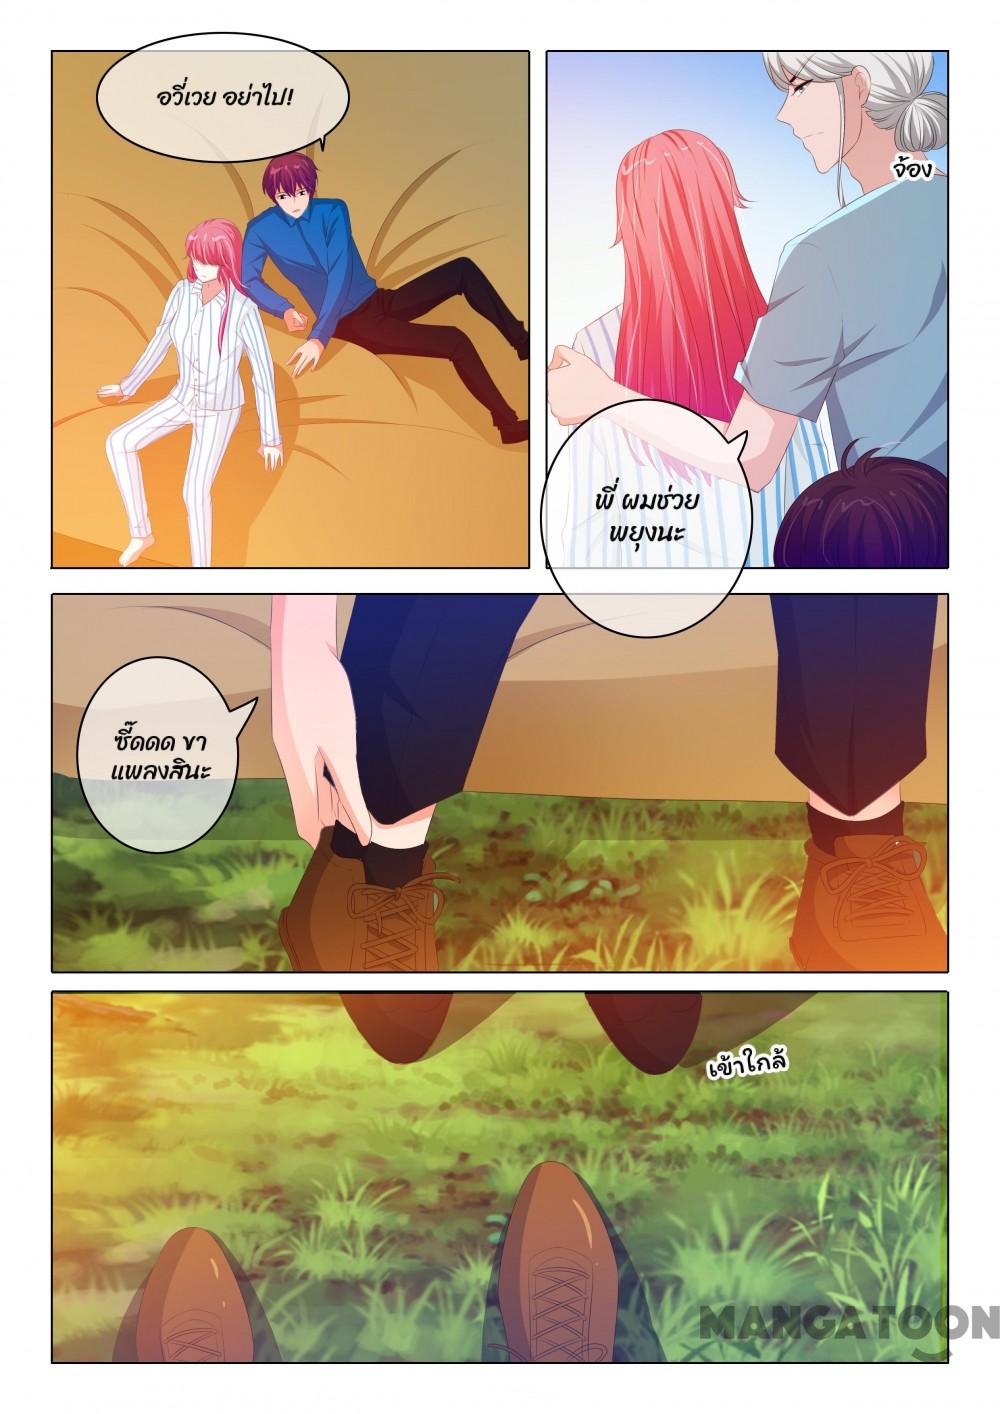 อวี่เวย อย่าไป!
จ้อง
พี่ ผมช่วย
พยุงนะ
ซี๊ดดด ขา
แพลงสินะ
เข้าใกล้
MANGATOON